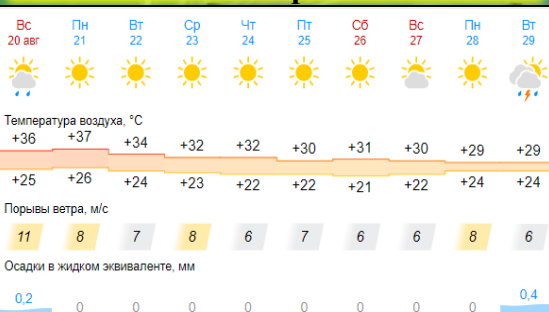 Вс Пн Вт Ср Чт Пт Сб Вс Пн Вт
20 авг 21 22 23 24 25 26 27 28 29
Температура воздуха, °C
+36 +37 +34 +32 +32 +30 +31 +30 +29 +29
+25 +26 +24 +23 +22 +22 +21 +22 +24 +24
Порывы ветра, м/с
11 8 7 8 6 7 6 6 8 6
Осадки в жидком эквиваленте, мм
0,2 0 0 0 0 0 0 0 0 0,4